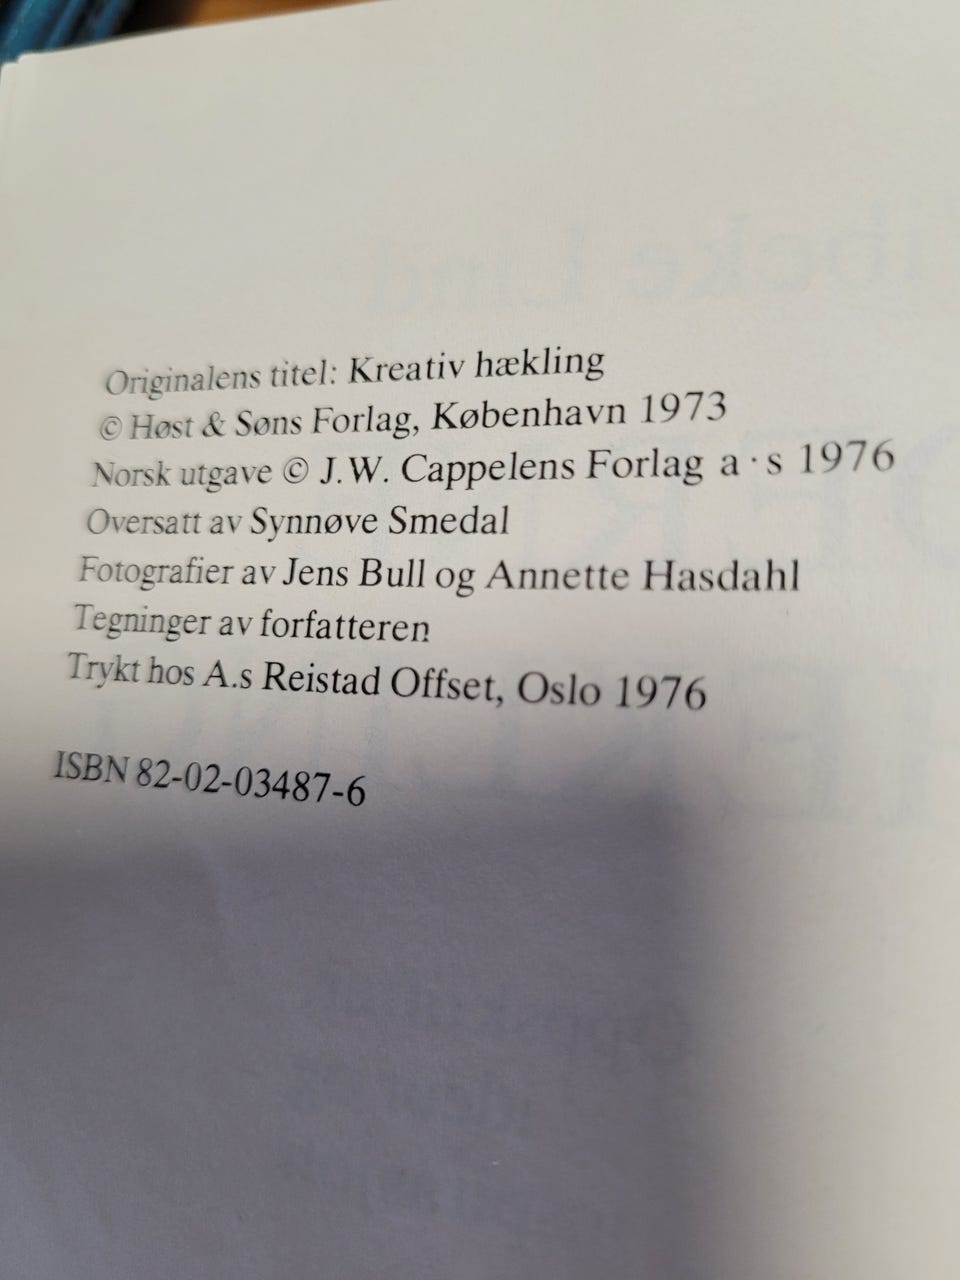 Originalens titel: Kreativ hækling
© Høst & Søns Forlag, København 1973
Norsk utgave © J.W. Cappelens Forlag a·s 1976
Oversatt av Synnøve Smedal
Fotografier av Jens Bull og Annette Hasdahl
Tegninger av forfatteren
Trykt hos A.s Reistad Offset, Oslo 1976
ISBN 82-02-03487-6